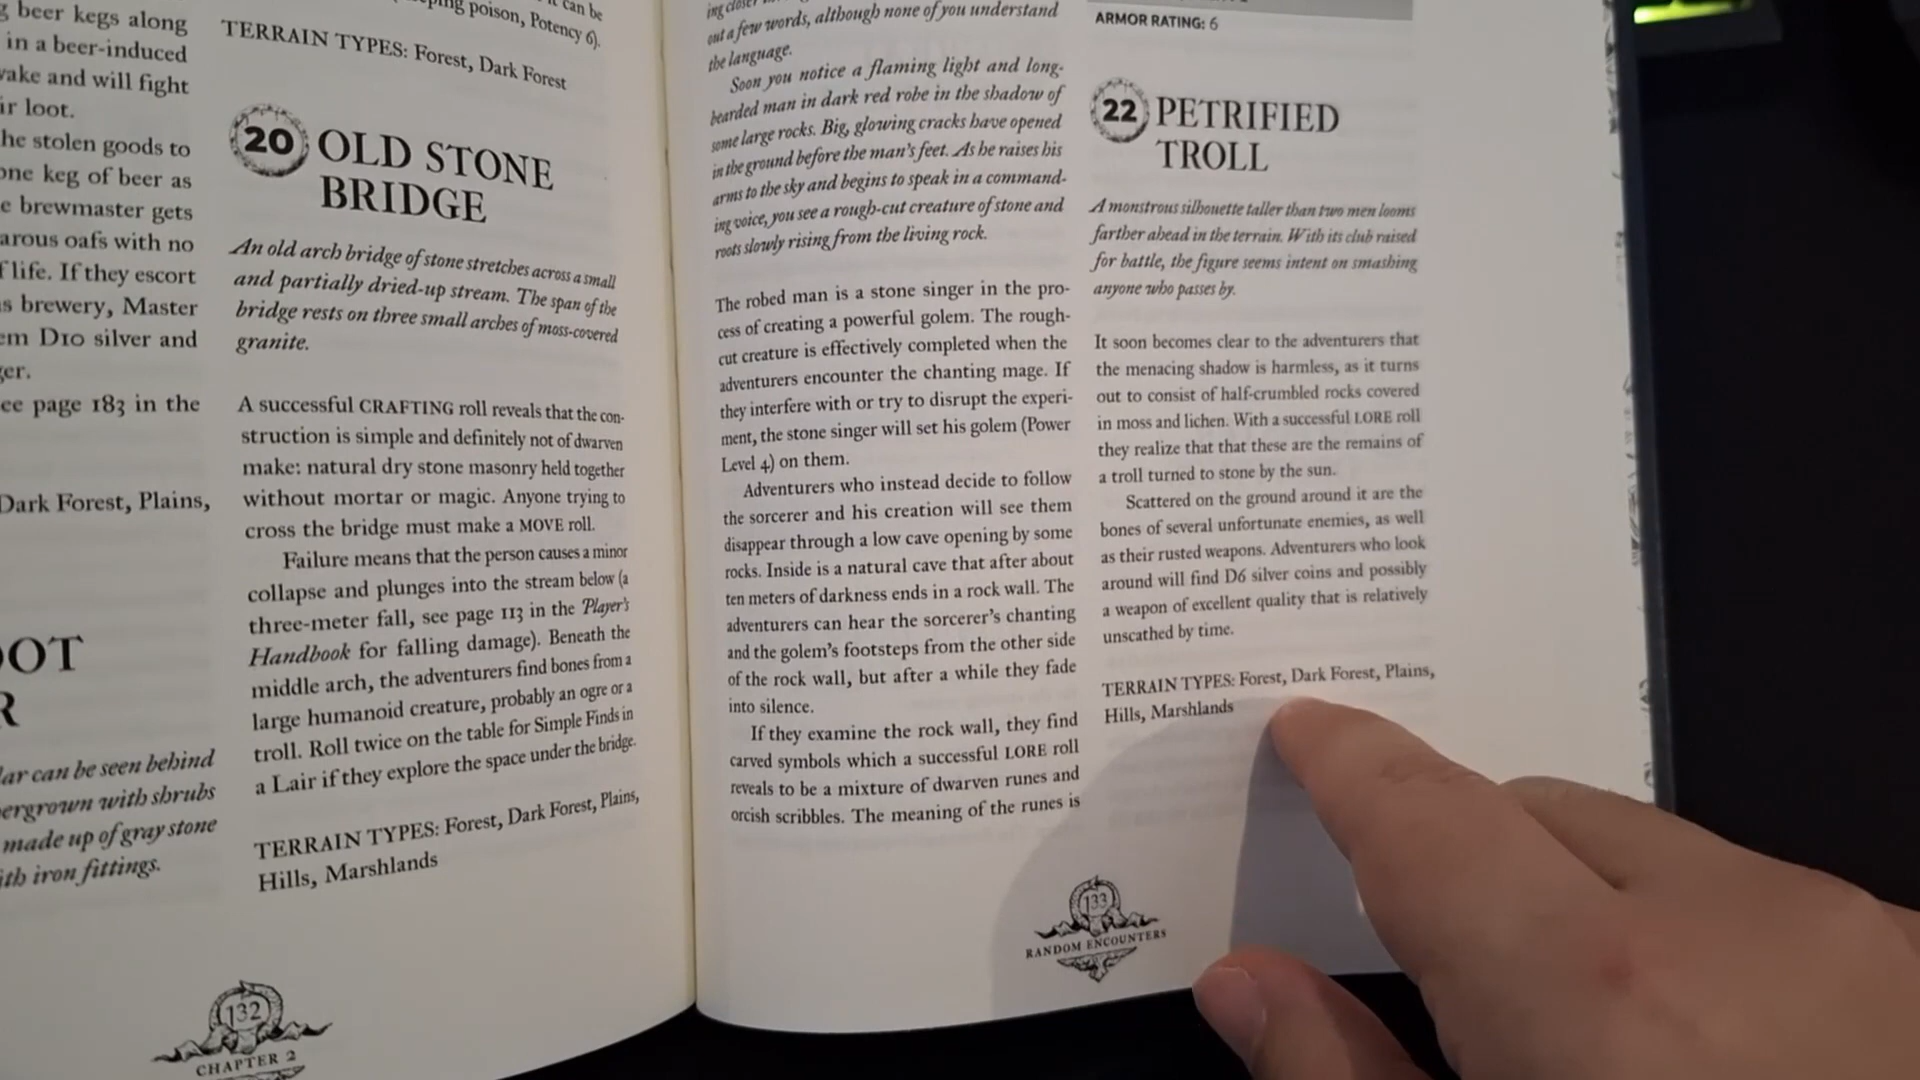 beer kegs along
in a beer-induced
wake and will fight
ir loot.
he stolen goods to
one keg of beer as
e brewmaster gets
arous oafs with no
f life. If they escort
s brewery, Master
em D10 silver and
ger.
ee page 183 in the
Dark Forest, Plains,
OOT
R
lar can be seen behind
ergrown with shrubs
made up of gray stone
ith iron fittings.
can be
ping poison, Potency 6).
TERRAIN TYPES: Forest, Dark Forest
20 OLD STONE
BRIDGE
An old arch bridge of stone stretches across a small
and partially dried-up stream. The span of the
bridge rests on three small arches of moss-covered
granite.
A successful CRAFTING roll reveals that the con-
struction is simple and definitely not of dwarven
make: natural dry stone masonry held together
without mortar or magic. Anyone trying to
cross the bridge must make a MOVE roll.
Failure means that the person causes a minor
collapse and plunges into the stream below (a
three-meter fall, see page 113 in the Player's
Handbook for falling damage). Beneath the
middle arch, the adventurers find bones from a
large humanoid creature, probably an ogre or a
troll. Roll twice on the table for Simple Finds in
a Lair if they explore the space under the bridge.
TERRAIN TYPES: Forest, Dark Forest, Plains,
Hills, Marshlands
132
CHAPTER 2
ing closer
out a few words, although none of you understand
the language.
Soon you notice a flaming light and long-
bearded man in dark red robe in the shadow of
some large rocks. Big, glowing cracks have opened
in the ground before the man's feet. As he raises his
arms to the sky and begins to speak in a command-
ing voice, you see a rough-cut creature of stone and
roots slowly rising from the living rock.
The robed man is a stone singer in the pro-
cess of creating a powerful golem. The rough-
cut creature is effectively completed when the
adventurers encounter the chanting mage. If
they interfere with or try to disrupt the experi-
ment, the stone singer will set his golem (Power
Level 4) on them.
Adventurers who instead decide to follow
the sorcerer and his creation will see them
disappear through a low cave opening by some
rocks. Inside is a natural cave that after about
ten meters of darkness ends in a rock wall. The
adventurers can hear the sorcerer's chanting
and the golem's footsteps from the other side
of the rock wall, but after a while they fade
into silence.
If they examine the rock wall, they find
carved symbols which a successful LORE roll
reveals to be a mixture of dwarven runes and
orcish scribbles. The meaning of the runes is
ARMOR RATING: 6
22 PETRIFIED
TROLL
A monstrous silhouette taller than two men looms
farther ahead in the terrain. With its club raised
for battle, the figure seems intent on smashing
anyone who passes by.
It soon becomes clear to the adventurers that
the menacing shadow is harmless, as it turns
out to consist of half-crumbled rocks covered
in moss and lichen. With a successful LORE roll
they realize that that these are the remains of
a troll turned to stone by the sun.
Scattered on the ground around it are the
bones of several unfortunate enemies, as well
as their rusted weapons. Adventurers who look
around will find D6 silver coins and possibly
a weapon of excellent quality that is relatively
unscathed by time.
TERRAIN TYPES: Forest, Dark Forest, Plains,
Hills, Marshlands
133
RANDOM ENCOUNTERS